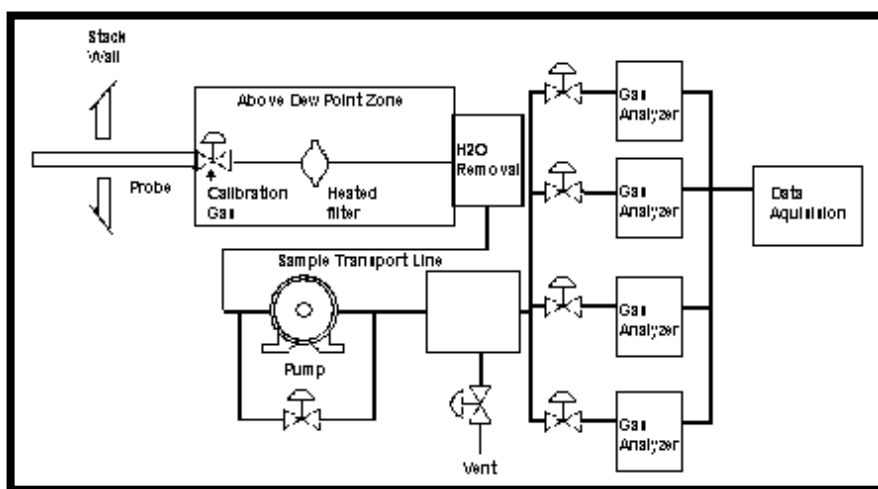 Stack
Wall
Above Dew Point Zone
H2O
Removal
Probe
Calibration
Gas
Heated
filter
Sample Transport Line
Pump
Vent
Gas
Analyzer
Gas
Analyzer
Gas
Analyzer
Gas
Analyzer
Data
Aquisision